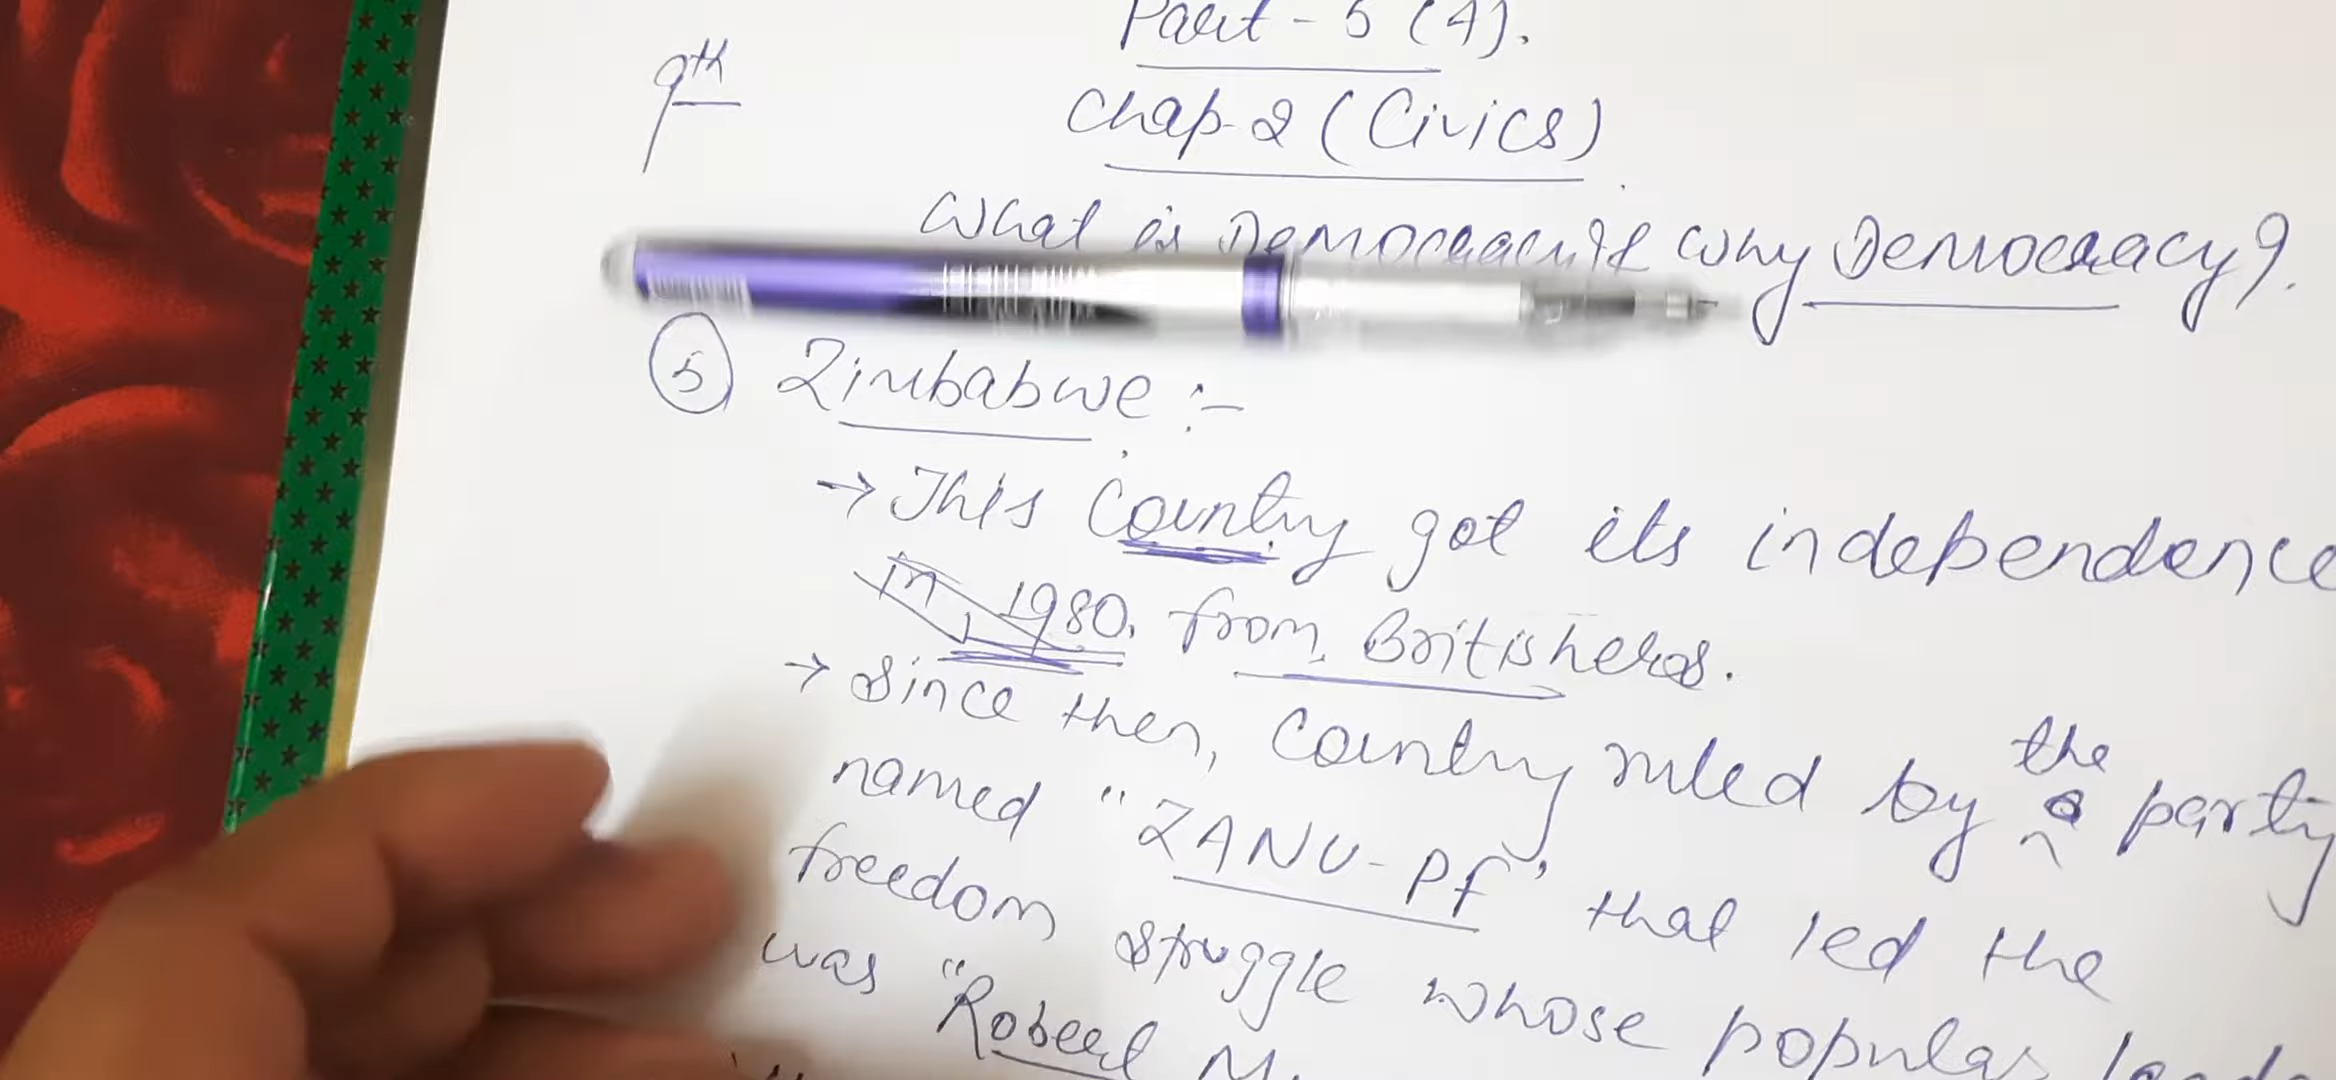 Part - 5 (A).
9th
Chap-2 (Civics)
What is Democracy? & Why Democracy?
5 Zimbabwe :-
→ This Country got its independence
in 1980, from Britishers.
→ Since then, Country ruled by the party
named "ZANU-PF" that led the
freedom struggle whose popular
was "Robert M.